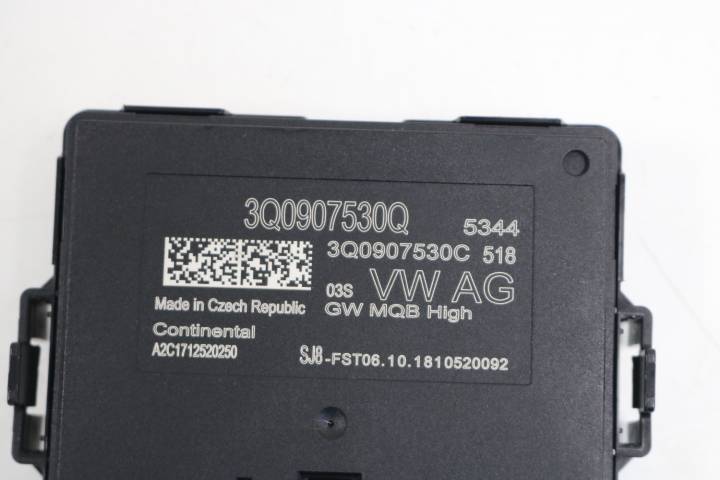 3Q0907530Q
5344
3Q0907530C 518
03S VW AG
Made in Czech Republic
GW MQB High
Continental
A2C1712520250
SJ8-FST06.10.1810520092